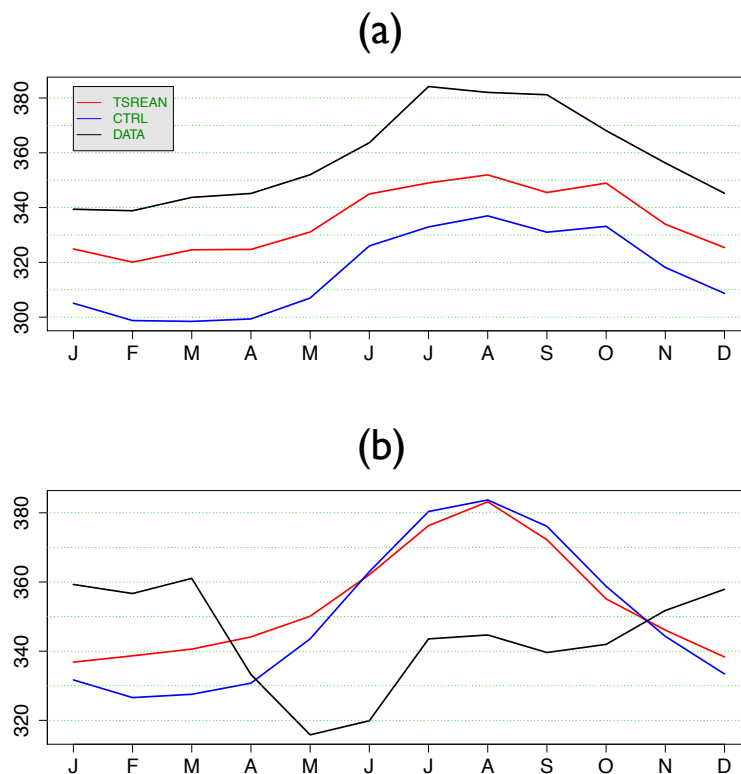 (a)
TSREAN
CTRL
DATA
380
360
340
320
300
J F M A M J J A S O N D
(b)
380
360
340
320
J F M A M J J A S O N D